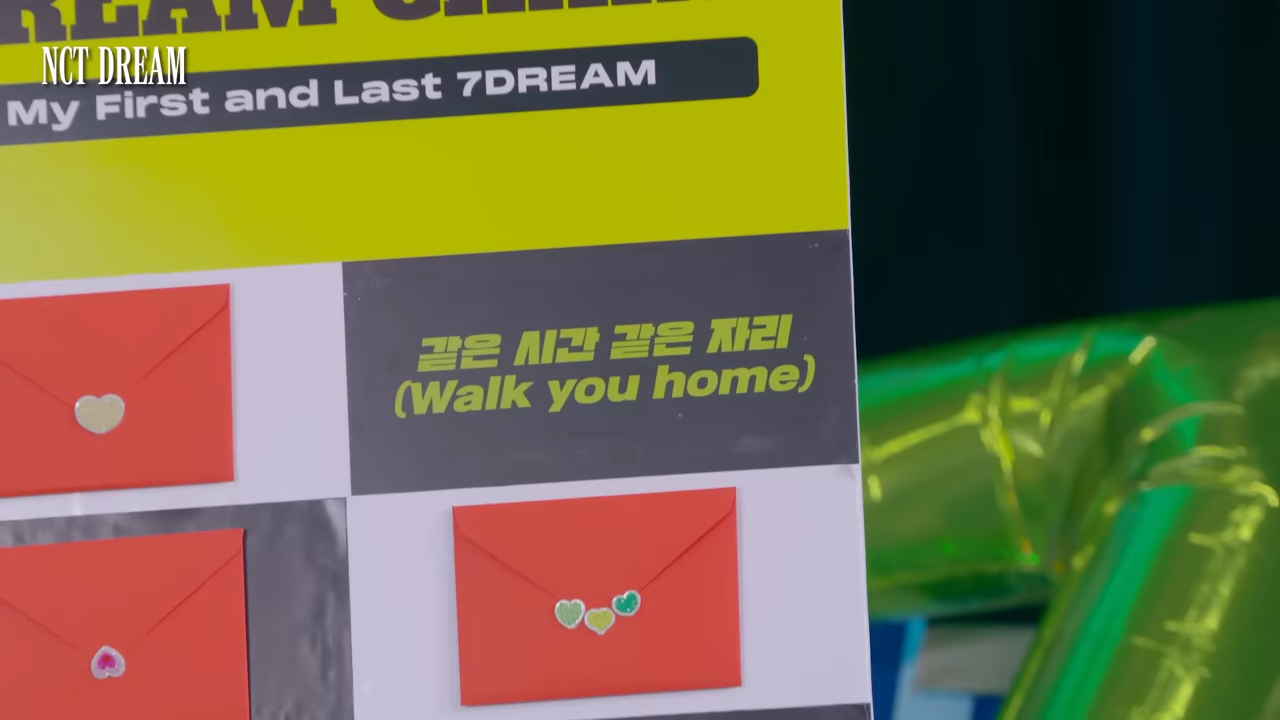 NCT DREAM
My First and Last 7DREAM
같은 시간 같은 자리
(Walk you home)